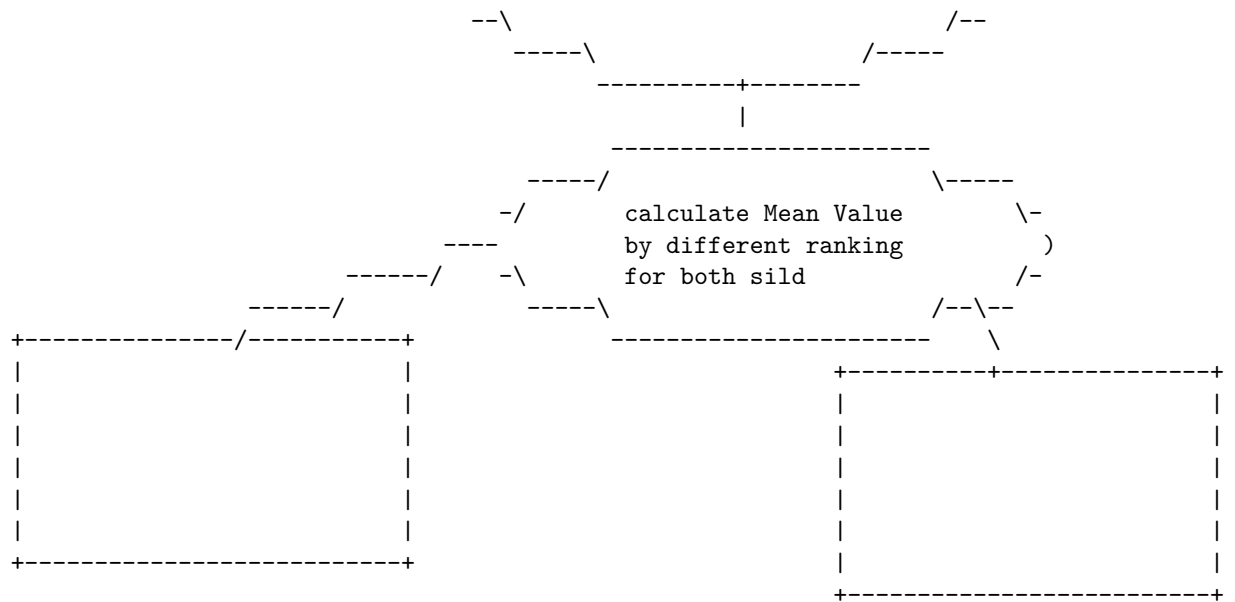 calculate Mean Value
by different ranking
for both sild